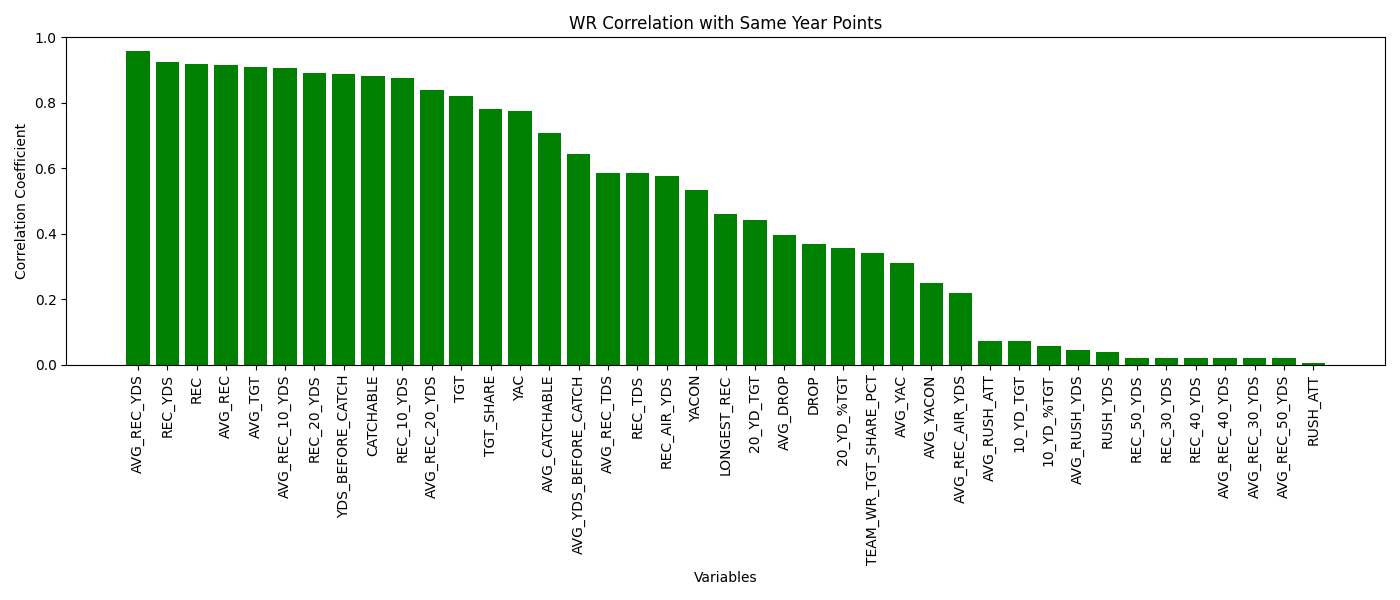 WR Correlation with Same Year Points
1.0
0.8
0.6
0.4
0.2
0.0
Correlation Coefficient
AVG_REC_YDS
REC_YDS
REC
AVG_REC
AVG_TGT
AVG_REC_10_YDS
REC_20_YDS
YDS_BEFORE_CATCH
CATCHABLE
REC_10_YDS
AVG_REC_20_YDS
TGT
TGT_SHARE
YAC
AVG_CATCHABLE
AVG_YDS_BEFORE_CATCH
AVG_REC_TDS
REC_TDS
REC_AIR_YDS
YACON
LONGEST_REC
20_YD_TGT
AVG_DROP
DROP
20_YD_%TGT
TEAM_WR_TGT_SHARE_PCT
AVG_YAC
AVG_YACON
AVG_REC_AIR_YDS
AVG_RUSH_ATT
10_YD_TGT
10_YD_%TGT
AVG_RUSH_YDS
RUSH_YDS
REC_50_YDS
REC_30_YDS
REC_40_YDS
AVG_REC_40_YDS
AVG_REC_30_YDS
AVG_REC_50_YDS
RUSH_ATT
Variables